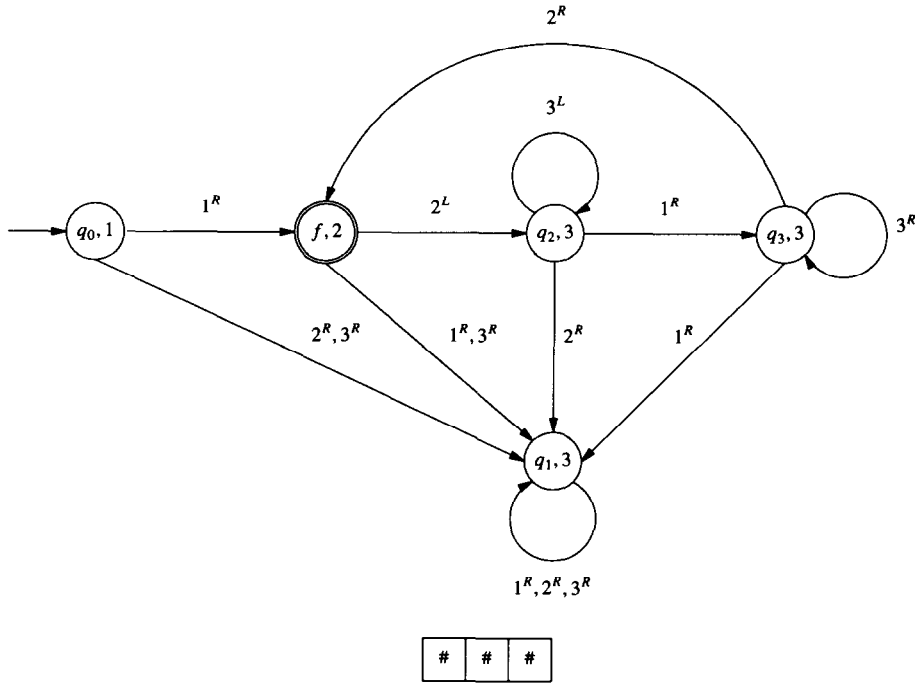 2^R
3^L
1^R
2^L
1^R
3^R
q_0, 1
f, 2
q_2, 3
q_3, 3
2^R, 3^R
1^R, 3^R
2^R
1^R
q_1, 3
1^R, 2^R, 3^R
# # #